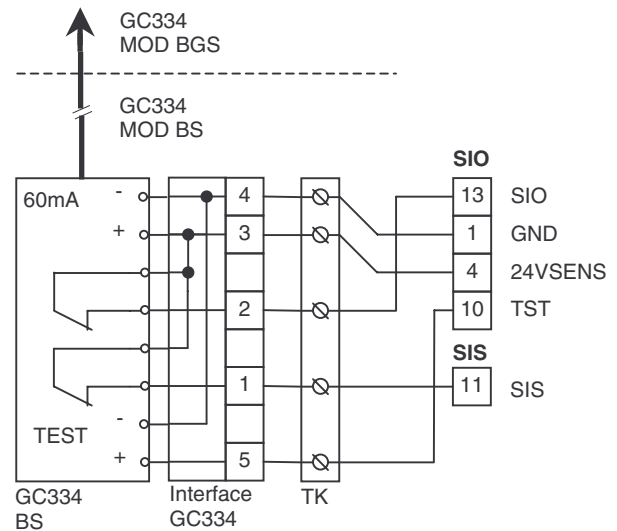 GC334
MOD BGS
GC334
MOD BS
SIO
60mA - 4 13 SIO
+ 3 1 GND
4 24VSENS
2 10 TST
SIS
1 11 SIS
TEST -
+ 5
GC334
BS
Interface
GC334
TK